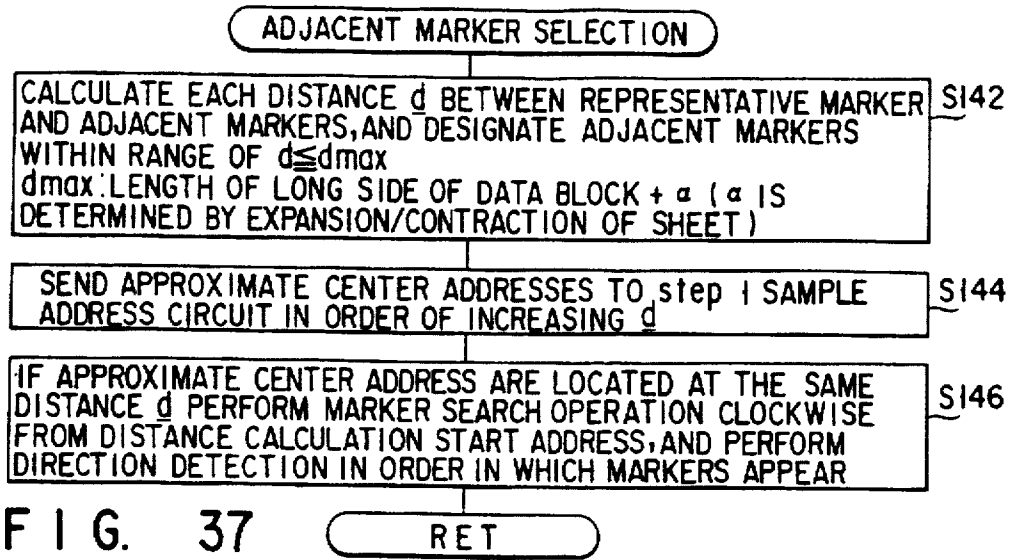 ADJACENT MARKER SELECTION
CALCULATE EACH DISTANCE d BETWEEN REPRESENTATIVE MARKER S142
AND ADJACENT MARKERS, AND DESIGNATE ADJACENT MARKERS
WITHIN RANGE OF d≦dmax
dmax: LENGTH OF LONG SIDE OF DATA BLOCK + α (α IS
DETERMINED BY EXPANSION/CONTRACTION OF SHEET)
SEND APPROXIMATE CENTER ADDRESSES TO step 1 SAMPLE S144
ADDRESS CIRCUIT IN ORDER OF INCREASING d
IF APPROXIMATE CENTER ADDRESS ARE LOCATED AT THE SAME S146
DISTANCE d PERFORM MARKER SEARCH OPERATION CLOCKWISE
FROM DISTANCE CALCULATION START ADDRESS, AND PERFORM
DIRECTION DETECTION IN ORDER IN WHICH MARKERS APPEAR
RET
FIG. 37